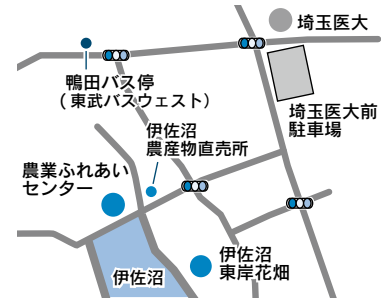 埼玉医大
鴨田バス停
（東武バスウェスト）
埼玉医大前
駐車場
伊佐沼
農産物直売所
農業ふれあい
センター
伊佐沼
東岸花畑
伊佐沼